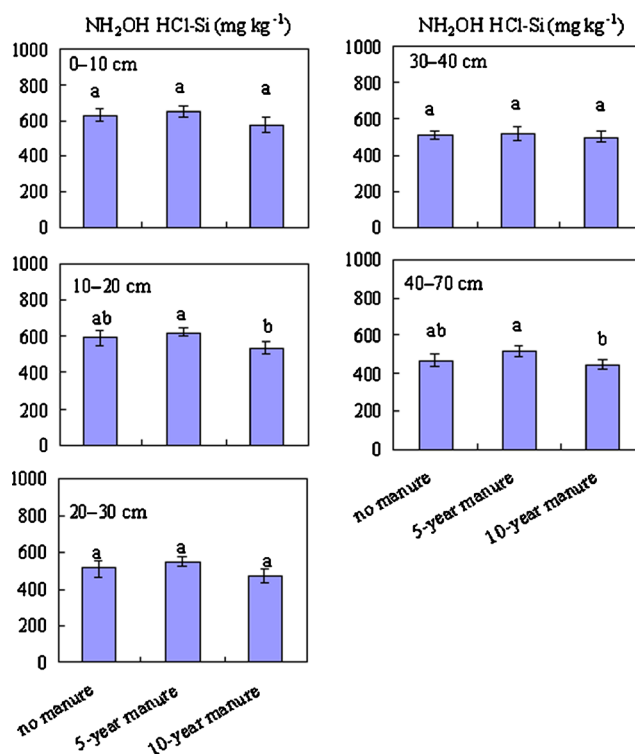 NH₂OH HCl-Si (mg kg⁻¹)
1000
800
600
400
200
0
0–10 cm
a
a
a
1000
800
600
400
200
0
10–20 cm
ab
a
b
1000
800
600
400
200
0
20–30 cm
a
a
a
no manure
5-year manure
10-year manure
NH₂OH HCl-Si (mg kg⁻¹)
1000
800
600
400
200
0
30–40 cm
a
a
a
1000
800
600
400
200
0
40–70 cm
ab
a
b
no manure
5-year manure
10-year manure